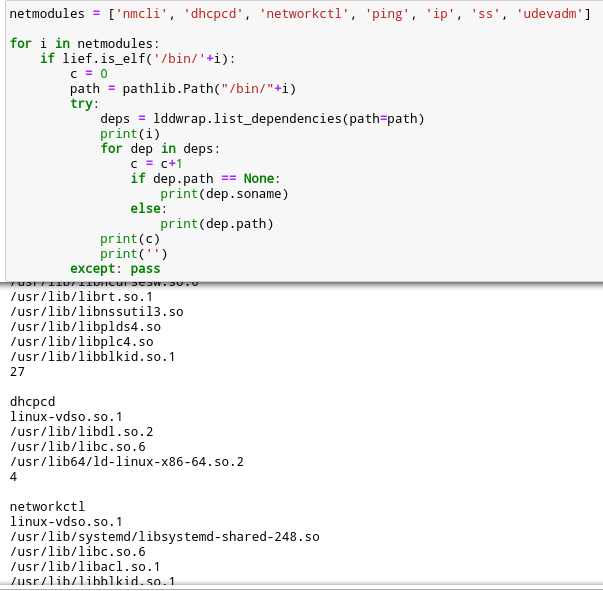 netmodules = ['nmcli', 'dhcpcd', 'networkctl', 'ping', 'ip', 'ss', 'udevadm']
for i in netmodules:
    if lief.is_elf('/bin/'+i):
        c = 0
        path = pathlib.Path("/bin/"+i)
        try:
            deps = lddwrap.list_dependencies(path=path)
            print(i)
            for dep in deps:
                c = c+1
                if dep.path == None:
                    print(dep.soname)
                else:
                    print(dep.path)
            print(c)
            print('')
        except: pass
/usr/lib/libncursesw.so.6
/usr/lib/librt.so.1
/usr/lib/libnssutil3.so
/usr/lib/libplds4.so
/usr/lib/libplc4.so
/usr/lib/libblkid.so.1
27
dhcpcd
linux-vdso.so.1
/usr/lib/libdl.so.2
/usr/lib/libc.so.6
/usr/lib64/ld-linux-x86-64.so.2
4
networkctl
linux-vdso.so.1
/usr/lib/systemd/libsystemd-shared-248.so
/usr/lib/libc.so.6
/usr/lib/libacl.so.1
/usr/lib/libblkid.so.1